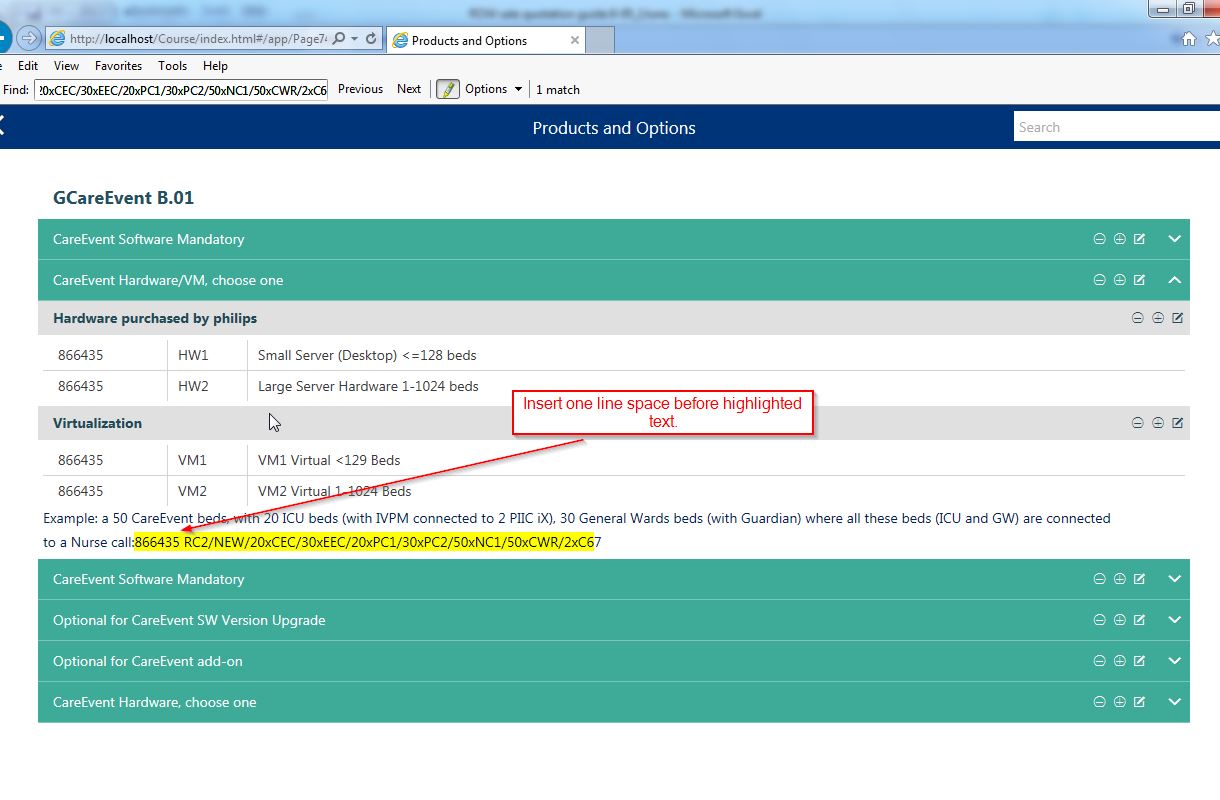 Microsoft Excel
http://localhost/Course/index.html#/app/Page74
Products and Options
Edit View Favorites Tools Help
Find: 20xCEC/30xEEC/20xPC1/30xPC2/50xNC1/50xCWR/2xC6 Previous Next Options 1 match
Products and Options
Search
GCareEvent B.01
CareEvent Software Mandatory
CareEvent Hardware/VM, choose one
Hardware purchased by philips
866435 HW1 Small Server (Desktop) <=128 beds
866435 HW2 Large Server Hardware 1-1024 beds
Insert one line space before highlighted
text.
Virtualization
866435 VM1 VM1 Virtual <129 Beds
866435 VM2 VM2 Virtual 1-1024 Beds
Example: a 50 CareEvent beds, with 20 ICU beds (with IVPM connected to 2 PIIC iX), 30 General Wards beds (with Guardian) where all these beds (ICU and GW) are connected
to a Nurse call:866435 RC2/NEW/20xCEC/30xEEC/20xPC1/30xPC2/50xNC1/50xCWR/2xC67
CareEvent Software Mandatory
Optional for CareEvent SW Version Upgrade
Optional for CareEvent add-on
CareEvent Hardware, choose one